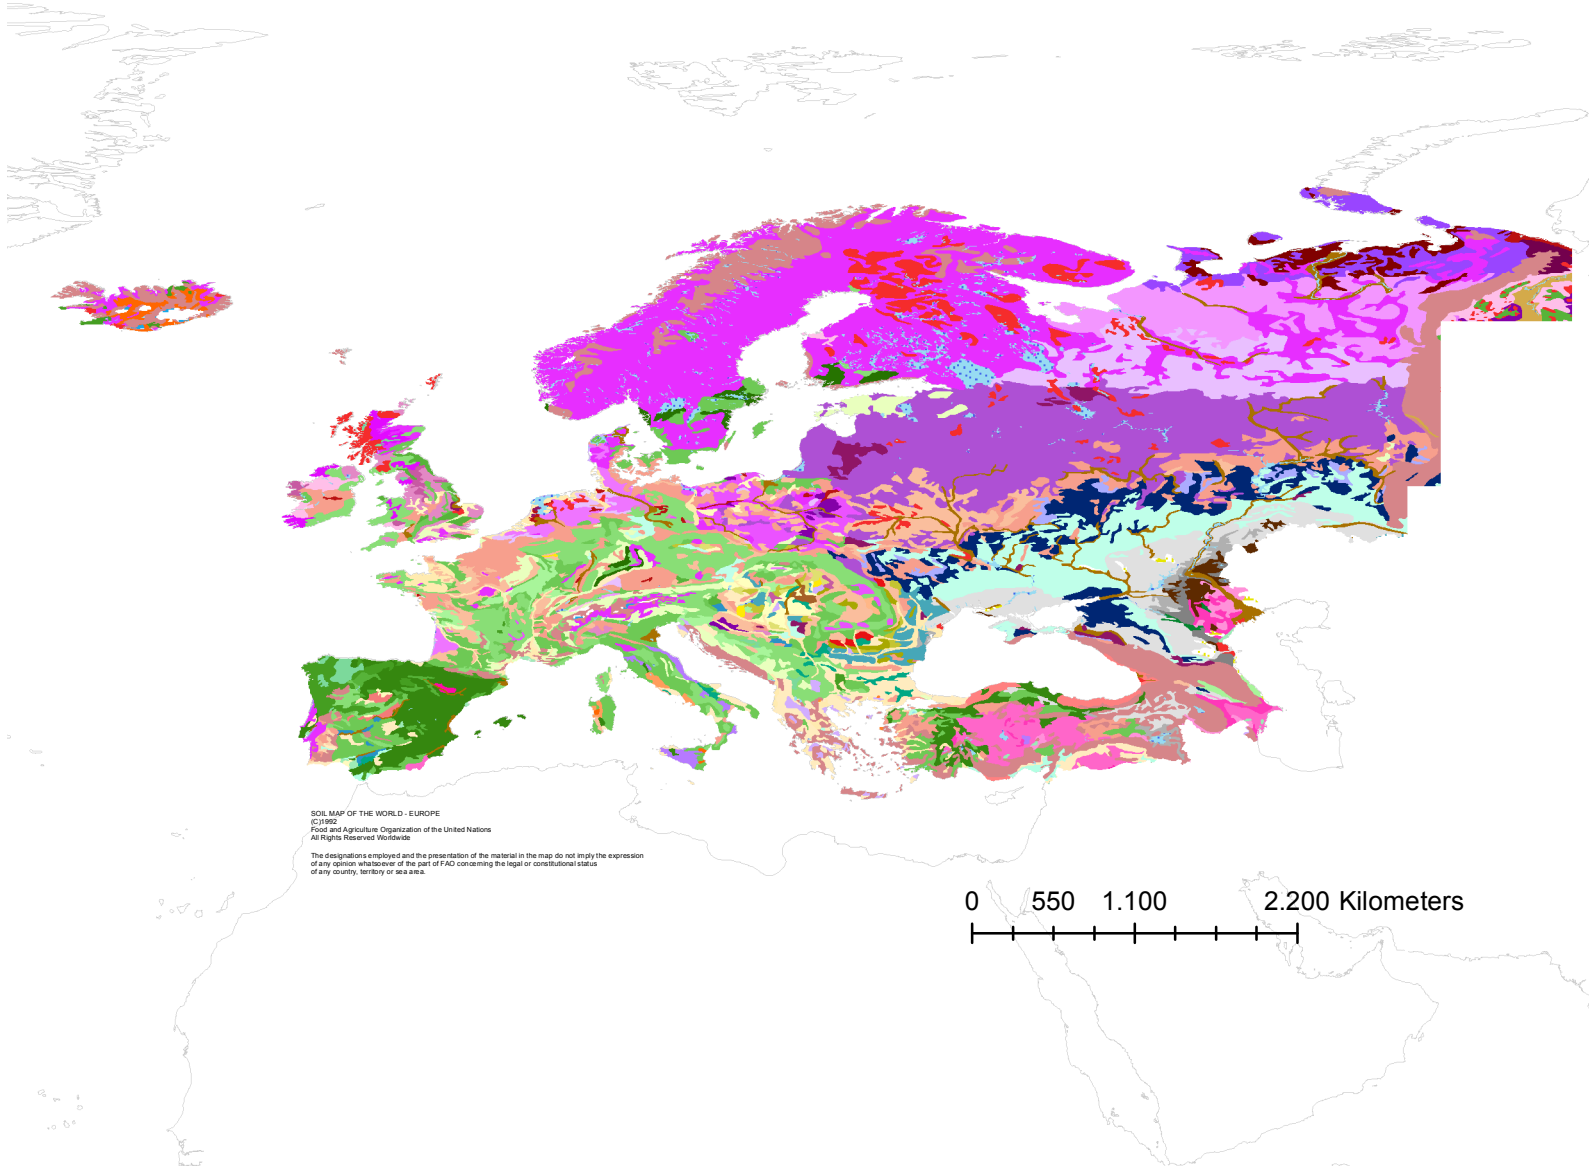 SOIL MAP OF THE WORLD - EUROPE
(C)1992
Food and Agriculture Organization of the United Nations
All Rights Reserved Worldwide
The designations employed and the presentation of the material in the map do not imply the expression
of any opinion whatsoever of the part of FAO concerning the legal or constitutional status
of any country, territory or sea area.
0 550 1.100 2.200 Kilometers